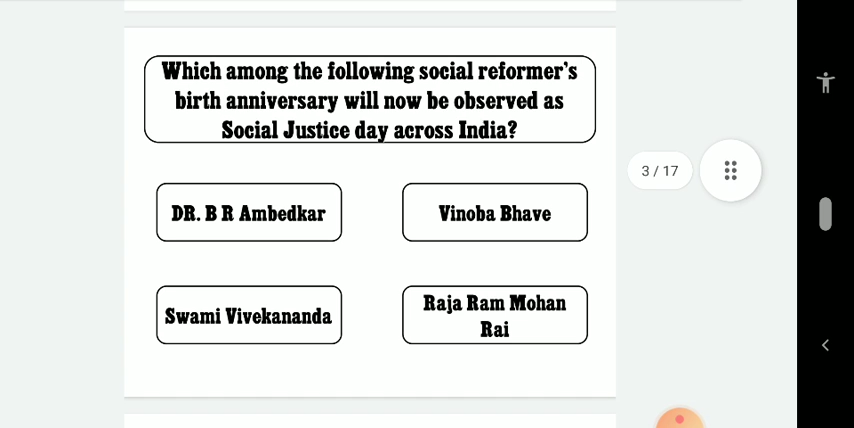 Which among the following social reformer's
birth anniversary will now be observed as
Social Justice day across India?
3 / 17
DR. B R Ambedkar
Vinoba Bhave
Swami Vivekananda
Raja Ram Mohan
Rai